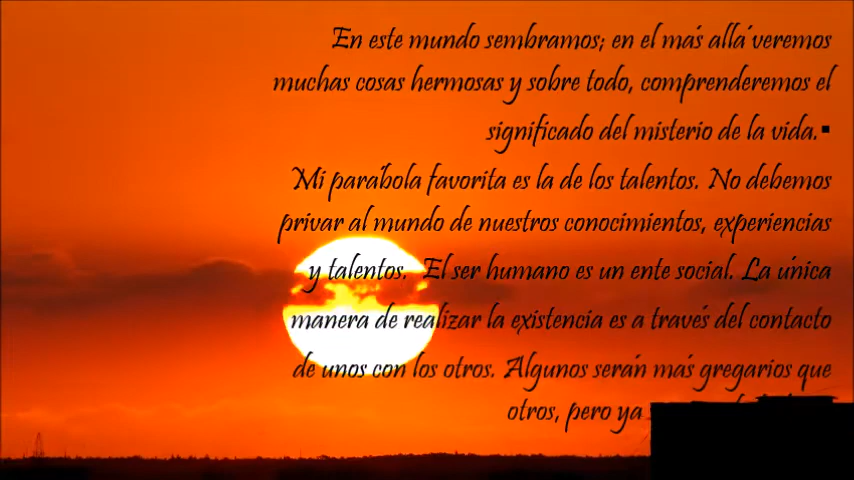 En este mundo sembramos; en el más allá veremos
muchas cosas hermosas y sobre todo, comprenderemos el
significado del misterio de la vida.▪
Mi parábola favorita es la de los talentos. No debemos
privar al mundo de nuestros conocimientos, experiencias
y talentos. El ser humano es un ente social. La única
manera de realizar la existencia es a través del contacto
de unos con los otros. Algunos serán más gregarios que
otros, pero ya